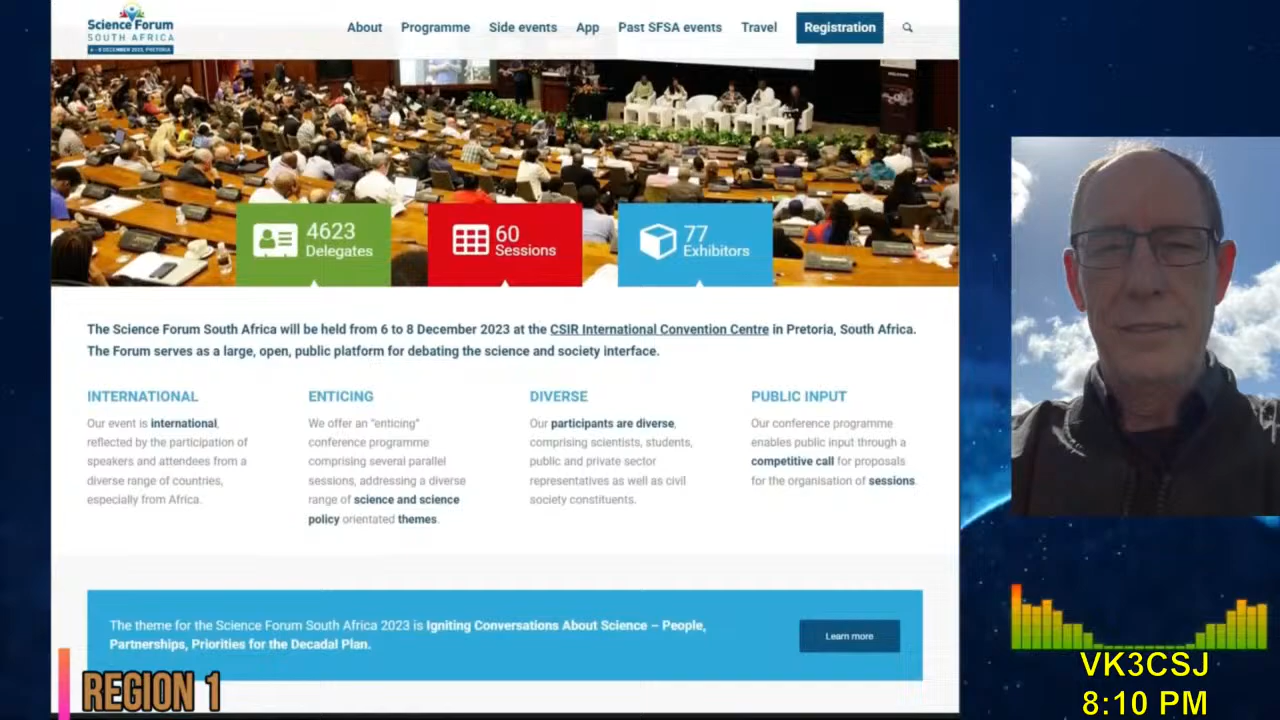 Science Forum
SOUTH AFRICA
6 - 8 DECEMBER 2023, PRETORIA
About
Programme
Side events
App
Past SFSA events
Travel
Registration
4623
Delegates
60
Sessions
77
Exhibitors
The Science Forum South Africa will be held from 6 to 8 December 2023 at the CSIR International Convention Centre in Pretoria, South Africa.
The Forum serves as a large, open, public platform for debating the science and society interface.
INTERNATIONAL
Our event is international,
reflected by the participation of
speakers and attendees from a
diverse range of countries,
especially from Africa.
ENTICING
We offer an "enticing"
conference programme
comprising several parallel
sessions, addressing a diverse
range of science and science
policy orientated themes.
DIVERSE
Our participants are diverse,
comprising scientists, students,
public and private sector
representatives as well as civil
society constituents.
PUBLIC INPUT
Our conference programme
enables public input through a
competitive call for proposals
for the organisation of sessions.
The theme for the Science Forum South Africa 2023 is Igniting Conversations About Science – People,
Partnerships, Priorities for the Decadal Plan.
Learn more
REGION 1
VK3CSJ
8:10 PM